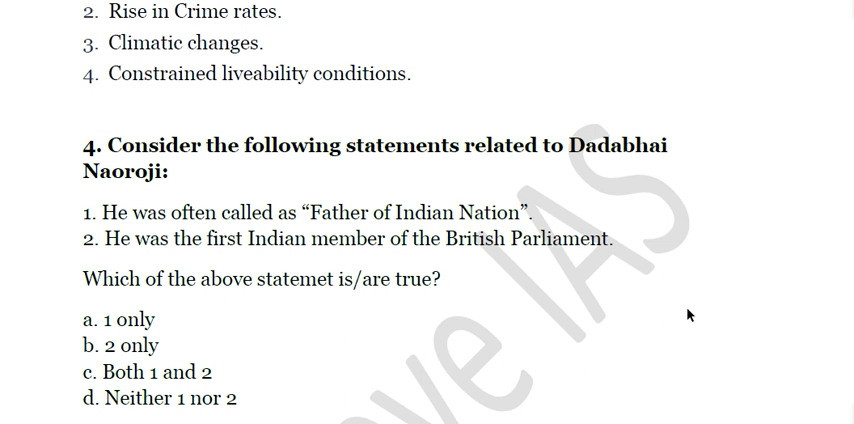 2. Rise in Crime rates.
3. Climatic changes.
4. Constrained liveability conditions.
4. Consider the following statements related to Dadabhai
Naoroji:
1. He was often called as “Father of Indian Nation”.
2. He was the first Indian member of the British Parliament.
Which of the above statemet is/are true?
a. 1 only
b. 2 only
c. Both 1 and 2
d. Neither 1 nor 2
IAS